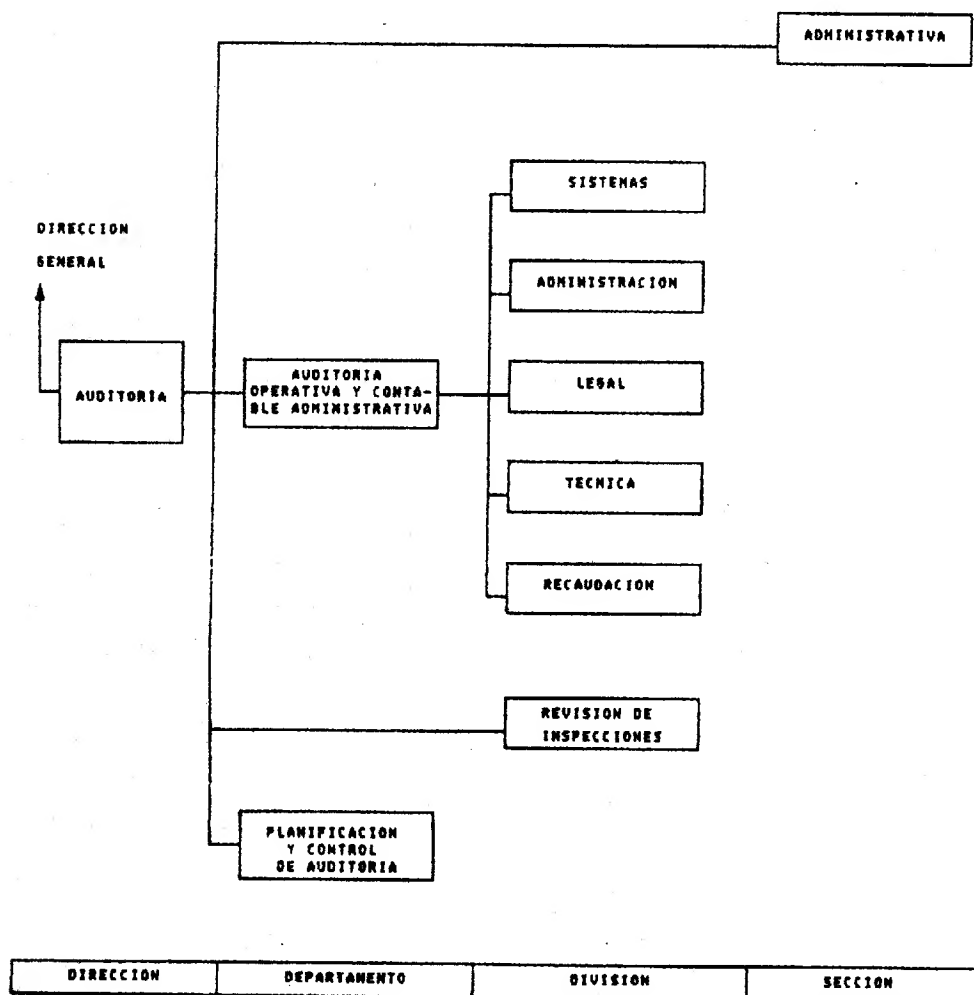 ADMINISTRATIVA
SISTEMAS
DIRECCION
GENERAL
ADMINISTRACION
AUDITORIA
AUDITORIA
OPERATIVA Y CONTA-
BLE ADMINISTRATIVA
LEGAL
TECNICA
RECAUDACION
REVISION DE
INSPECCIONES
PLANIFICACION
Y CONTROL
DE AUDITORIA
DIRECCION DEPARTAMENTO DIVISION SECCION